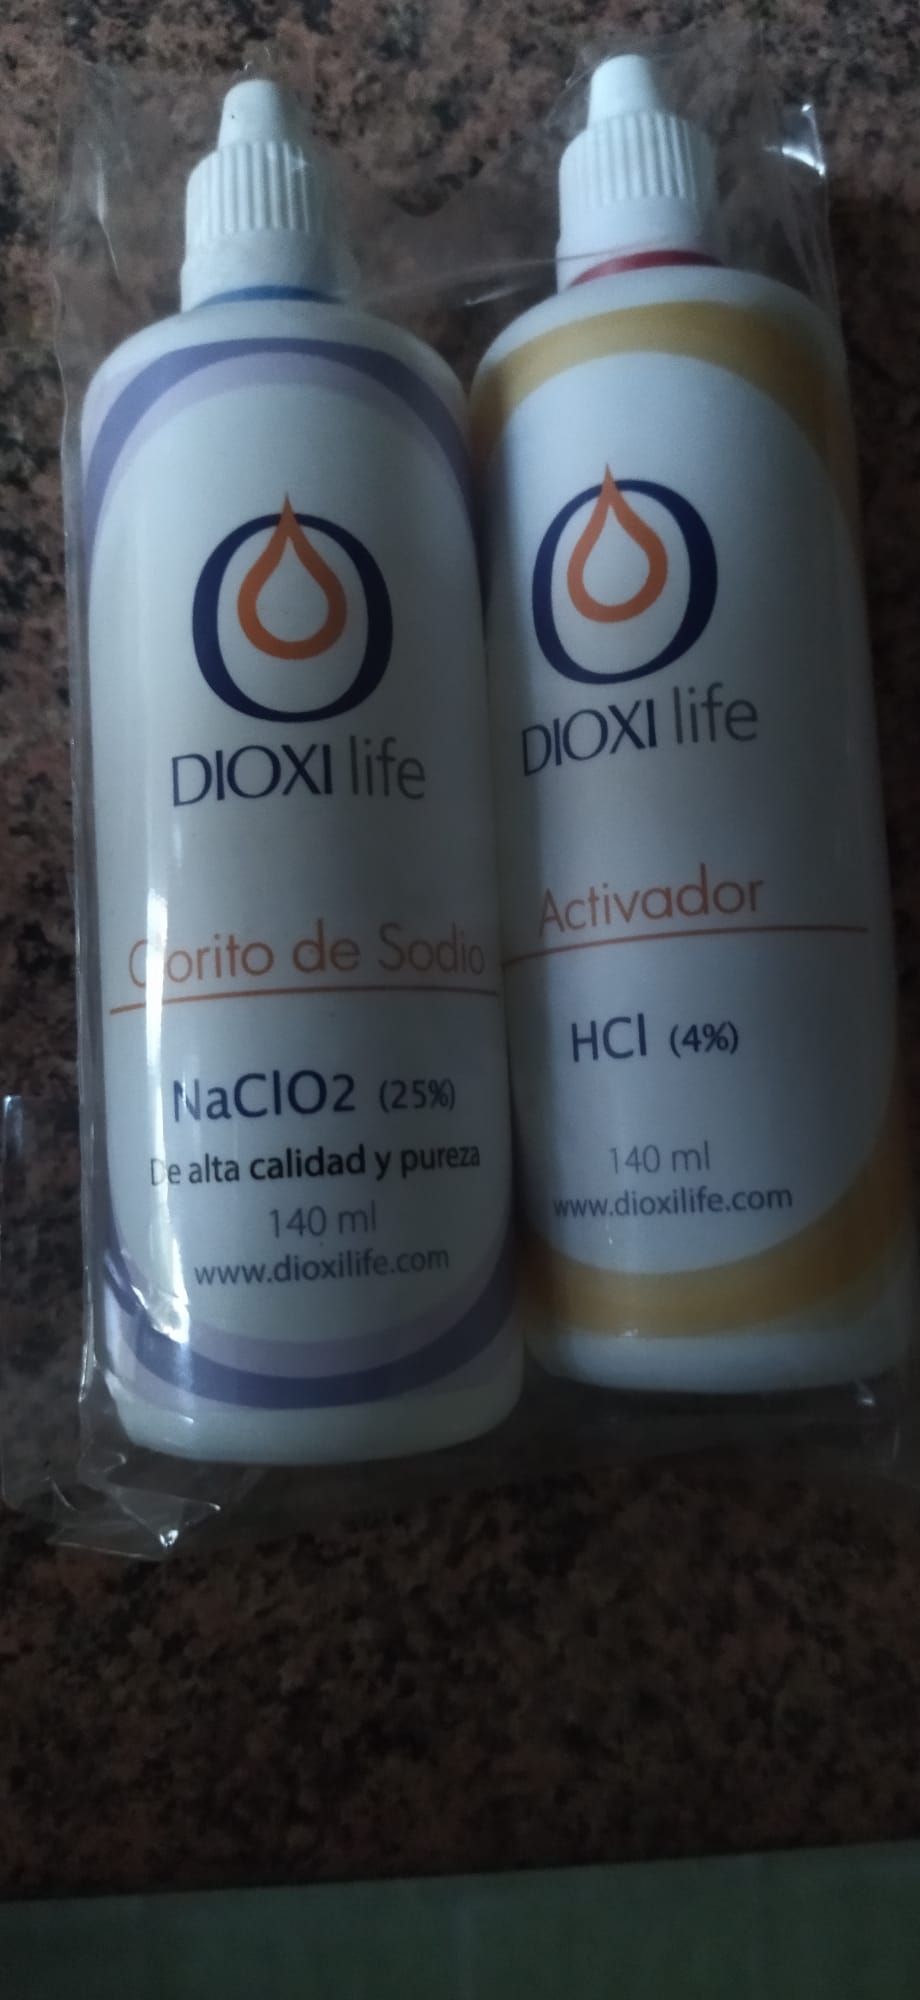 DIOXI life
Clorito de Sodio
NaClO2 (25%)
De alta calidad y pureza
140 ml
www.dioxilife.com
DIOXI life
Activador
HCl (4%)
140 ml
www.dioxilife.com